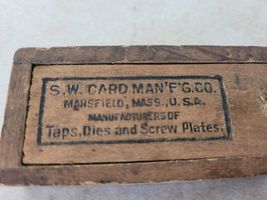 S.W. CARD MAN'F'G.CO.
MANSFIELD, MASS., U.S.A.
MANUFACTURERS OF
Taps, Dies and Screw Plates.